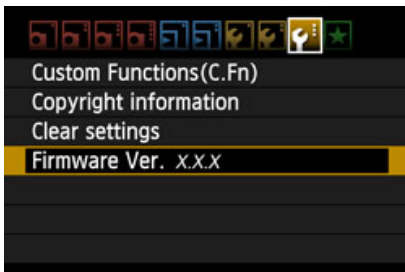 Custom Functions(C.Fn)
Copyright information
Clear settings
Firmware Ver. X.X.X